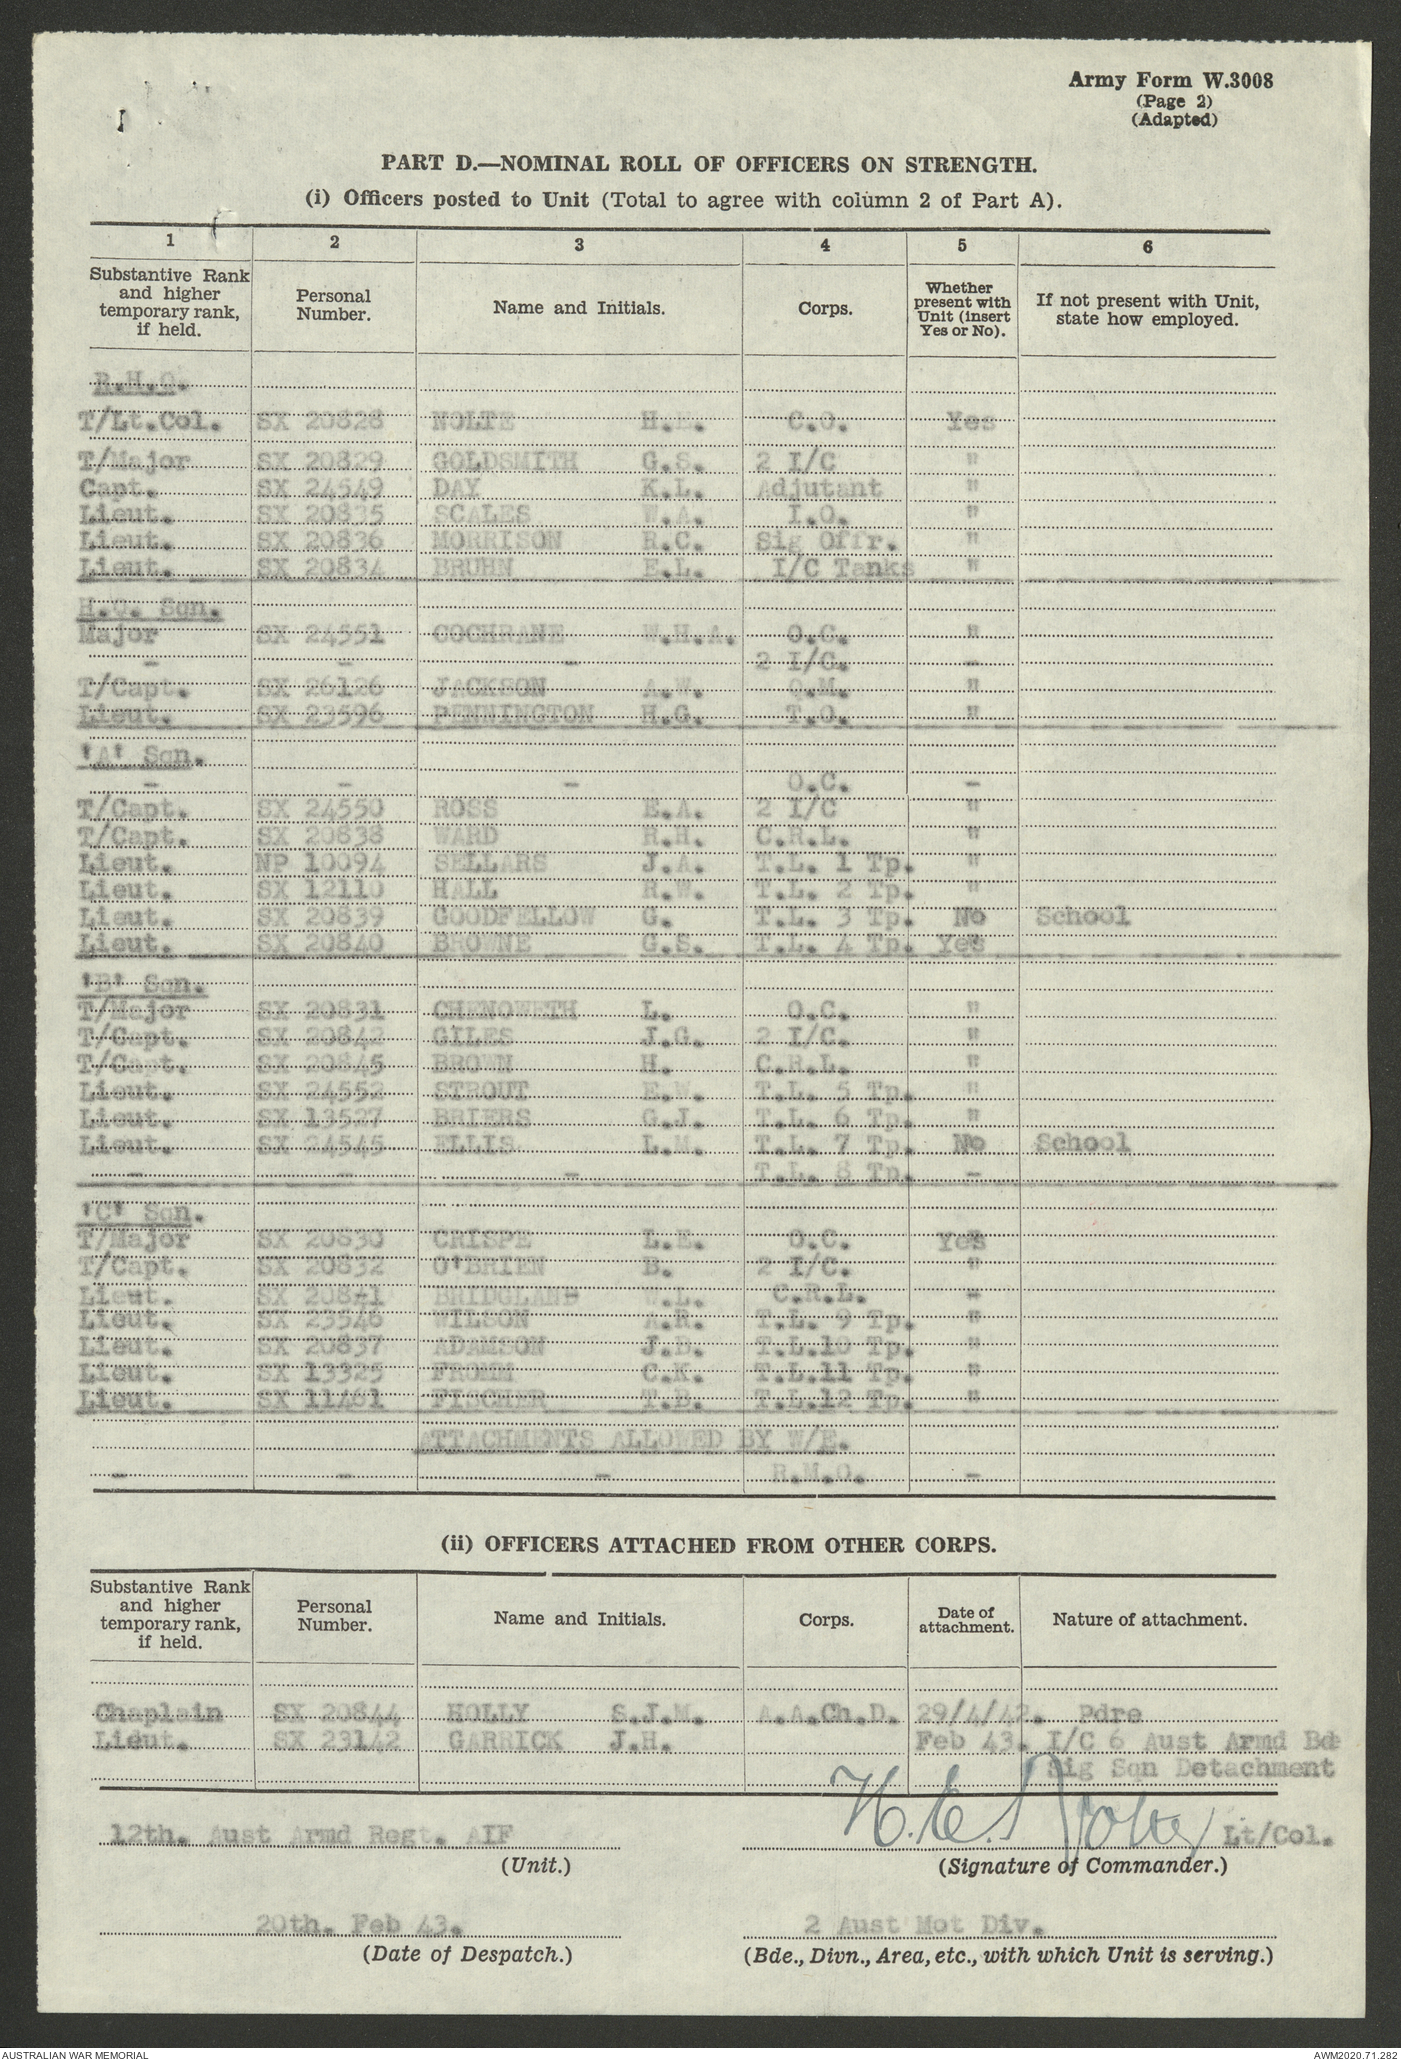 Army Form W.3008
(Page 2)
(Adapted)
PART D.—NOMINAL ROLL OF OFFICERS ON STRENGTH.
(i) Officers posted to Unit (Total to agree with column 2 of Part A).
1 2 3 4 5 6
Substantive Rank and higher temporary rank, if held. Personal Number. Name and Initials. Corps. Whether present with Unit (insert Yes or No). If not present with Unit, state how employed.
R.H.Q.
T/Lt.Col. SX 20828 NOLTE H.E. C.O. Yes
T/Major SX 20829 GOLDSMITH G.S. 2 I/C "
Capt. SX 24549 DAY K.L. Adjutant "
Lieut. SX 20835 SCALES W.A. I.O. "
Lieut. SX 20836 MORRISON R.C. Sig Offr. "
Lieut. SX 20834 BRUHN E.L. I/C Tanks "
H.Q. Sqn.
Major SX 24551 COCHRANE W.H.A. O.C. "
- - - 2 I/C. -
T/Capt. SX 26126 JACKSON A.W. Q.M. "
Lieut. SX 23596 PENNINGTON H.G. T.O. "
'A' Sqn.
- - - O.C. -
T/Capt. SX 24550 ROSS E.A. 2 I/C "
T/Capt. SX 20838 WARD R.H. C.R.L. "
Lieut. NP 10094 SELLARS J.A. T.L. 1 Tp. "
Lieut. SX 12110 HALL R.W. T.L. 2 Tp. "
Lieut. SX 20839 GOODFELLOW G. T.L. 3 Tp. No School
Lieut. SX 20840 BROWNE G.S. T.L. 4 Tp. Yes
'B' Sqn.
T/Major SX 20831 CHENOWETH L. O.C. "
T/Capt. SX 20842 GILES J.G. 2 I/C. "
T/Capt. SX 20845 BROWN H. C.R.L. "
Lieut. SX 24552 STROUT E.W. T.L. 5 Tp. "
Lieut. SX 13527 BRIERS G.J. T.L. 6 Tp. "
Lieut. SX 24545 ELLIS L.M. T.L. 7 Tp. No School
- - - T.L. 8 Tp. -
'C' Sqn.
T/Major SX 20830 CRISPE L.E. O.C. Yes
T/Capt. SX 20832 O'BRIEN B. 2 I/C. "
Lieut. SX 20841 BRIDGLAND W.L. C.R.L. "
Lieut. SX 23546 WILSON A.R. T.L. 9 Tp. "
Lieut. SX 20837 ADAMSON J.B. T.L.10 Tp. "
Lieut. SX 13325 FROMM C.K. T.L.11 Tp. "
Lieut. SX 11461 FISCHER T.B. T.L.12 Tp. "
ATTACHMENTS ALLOWED BY W/E.
- - - R.M.O. -
(ii) OFFICERS ATTACHED FROM OTHER CORPS.
Substantive Rank and higher temporary rank, if held. Personal Number. Name and Initials. Corps. Date of attachment. Nature of attachment.
Chaplain SX 20844 HOLLY S.J.M. A.A.Ch.D. 29/4/42. Pdre
Lieut. SX 23142 GARRICK J.H. Feb 43. I/C 6 Aust Armd Bde
Sig Sqn Detachment
12th. Aust Armd Regt. AIF H.E. Nolte Lt/Col.
(Unit.) (Signature of Commander.)
20th. Feb 43. 2 Aust Mot Div.
(Date of Despatch.) (Bde., Divn., Area, etc., with which Unit is serving.)
AUSTRALIAN WAR MEMORIAL AWM2020.71.282